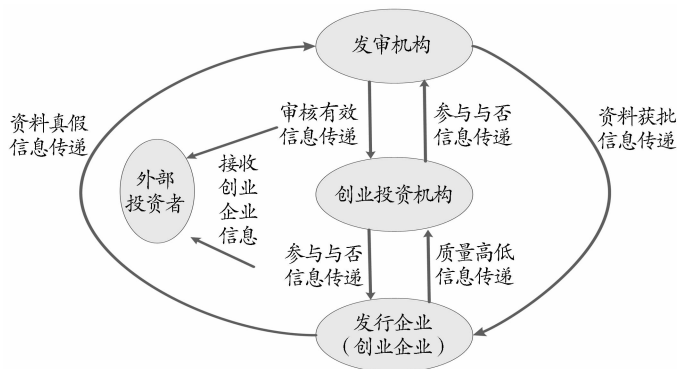 发审机构
资料真假
信息传递
审核有效
信息传递
参与与否
信息传递
资料获批
信息传递
外部
投资者
接收
创业
企业
信息
创业投资机构
参与与否
信息传递
质量高低
信息传递
发行企业
（创业企业）